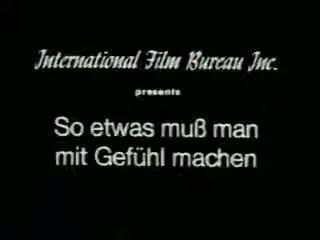 International Film Bureau Inc.
presents
So etwas muß man
mit Gefühl machen